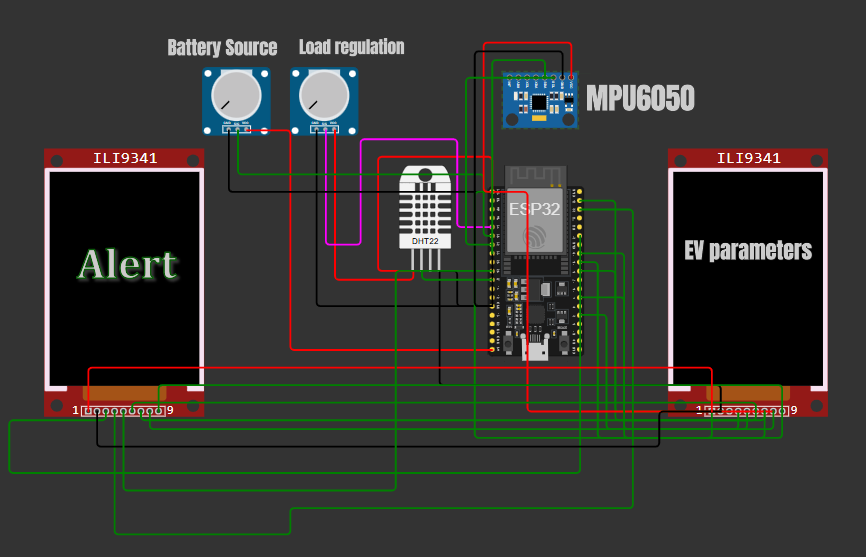 Battery Source
Load regulation
MPU6050
ILI9341
ILI9341
ESP32
DHT22
Alert
EV parameters
1
9
1
9